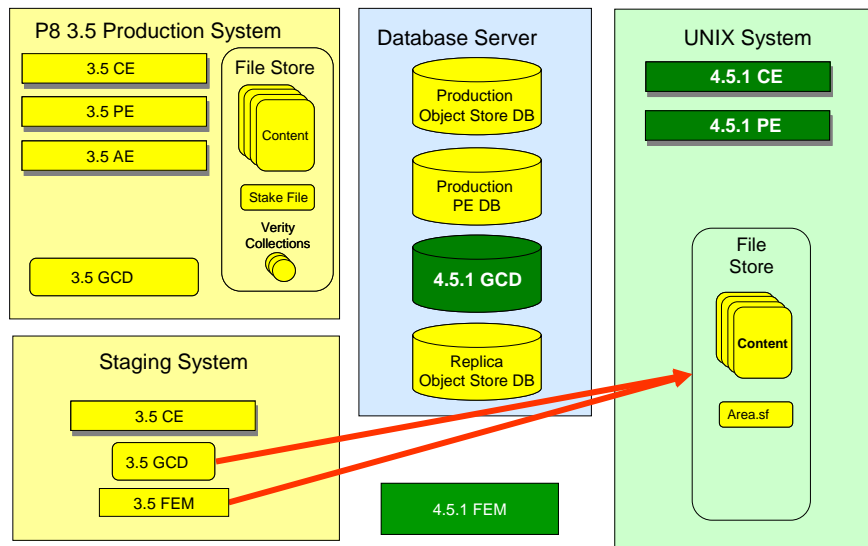 P8 3.5 Production System
3.5 CE
3.5 PE
3.5 AE
3.5 GCD
File Store
Content
Stake File
Verity
Collections
Database Server
Production
Object Store DB
Production
PE DB
4.5.1 GCD
Replica
Object Store DB
UNIX System
4.5.1 CE
4.5.1 PE
File
Store
Content
Area.sf
Staging System
3.5 CE
3.5 GCD
3.5 FEM
4.5.1 FEM